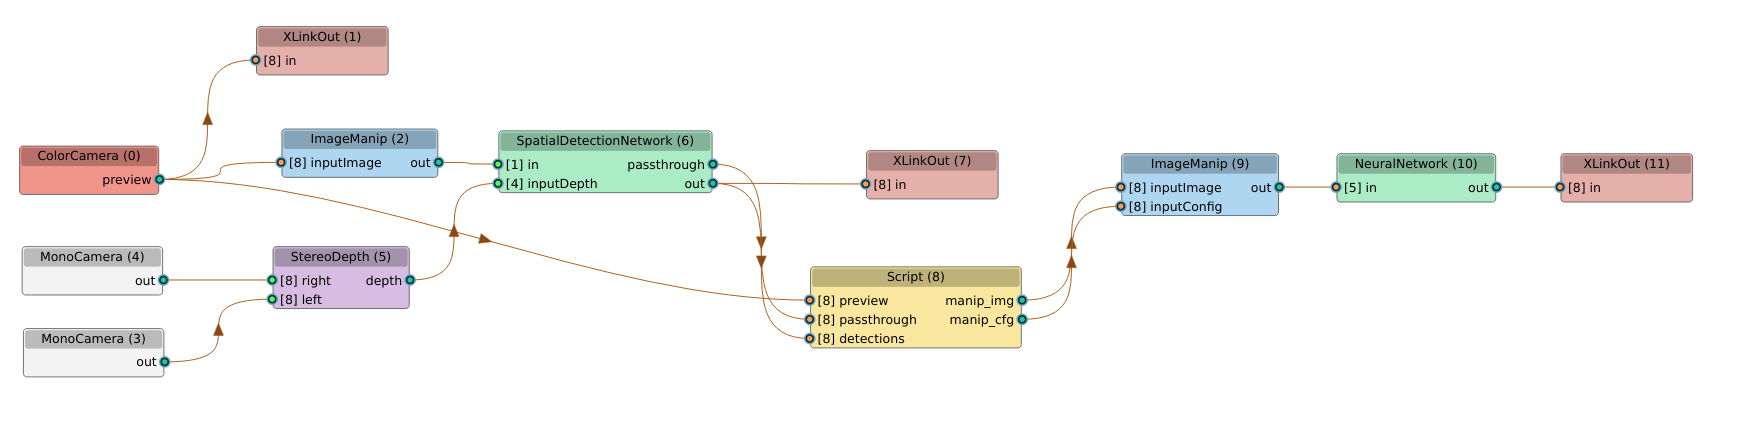 XLinkOut (1)
[8] in
ColorCamera (0)
preview
ImageManip (2)
[8] inputImage out
SpatialDetectionNetwork (6)
[1] in passthrough
[4] inputDepth out
XLinkOut (7)
[8] in
MonoCamera (4)
out
StereoDepth (5)
[8] right depth
[8] left
MonoCamera (3)
out
Script (8)
[8] preview manip_img
[8] passthrough manip_cfg
[8] detections
ImageManip (9)
[8] inputImage out
[8] inputConfig
NeuralNetwork (10)
[5] in out
XLinkOut (11)
[8] in